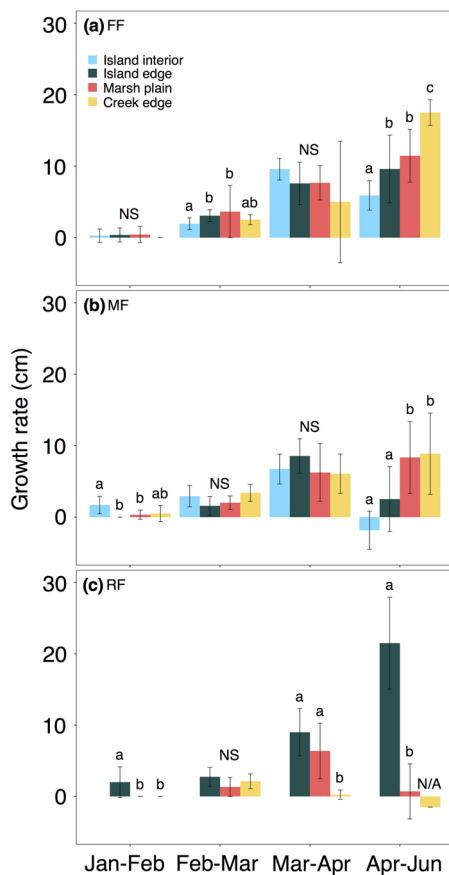 Growth rate (cm)
(a) FF
Island interior
Island edge
Marsh plain
Creek edge
30
20
10
0
NS
a b b ab
NS
a b b c
(b) MF
30
20
10
0
a b b ab
NS
NS
a a b b
(c) RF
30
20
10
0
a b b
NS
a a b
a b N/A
Jan-Feb Feb-Mar Mar-Apr Apr-Jun